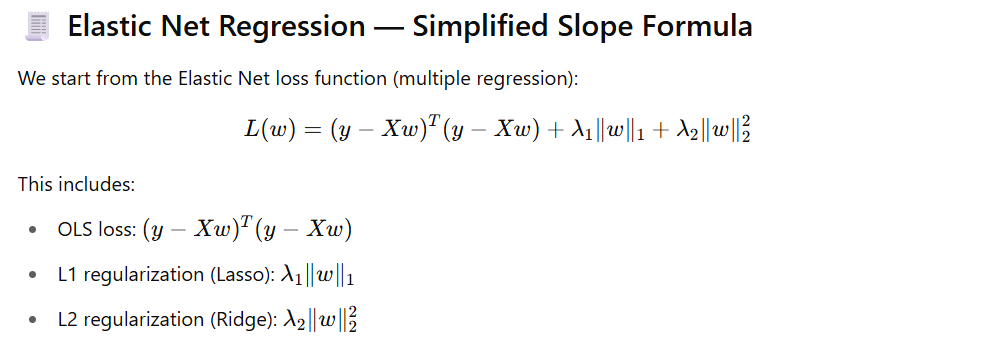 🧾 Elastic Net Regression — Simplified Slope Formula
We start from the Elastic Net loss function (multiple regression):
L(w) = (y − Xw)ᵀ(y − Xw) + λ₁‖w‖₁ + λ₂‖w‖₂²
This includes:
• OLS loss: (y − Xw)ᵀ(y − Xw)
• L1 regularization (Lasso): λ₁‖w‖₁
• L2 regularization (Ridge): λ₂‖w‖₂²